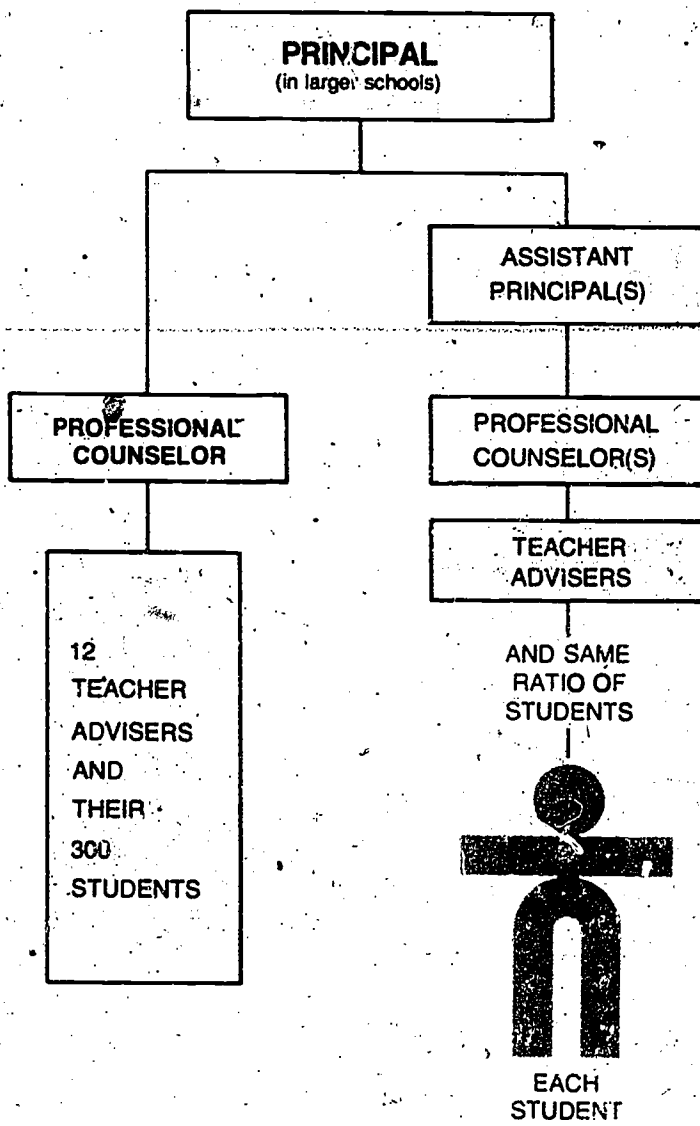 PRINCIPAL
(in larger schools)
ASSISTANT
PRINCIPAL(S)
PROFESSIONAL
COUNSELOR
PROFESSIONAL
COUNSELOR(S)
TEACHER
ADVISERS
12
TEACHER
ADVISERS
AND
THEIR
300
STUDENTS
AND SAME
RATIO OF
STUDENTS
EACH
STUDENT